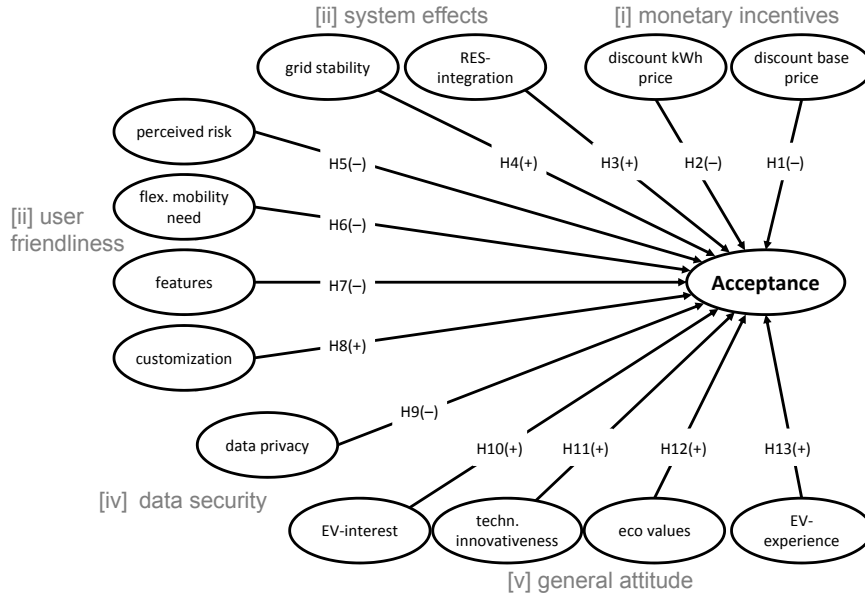 [ii] system effects
[i] monetary incentives
grid stability
RES-
integration
discount kWh
price
discount base
price
perceived risk
H5(–)
H4(+)
H3(+)
H2(–)
H1(–)
[ii] user
friendliness
flex. mobility
need
H6(–)
features
H7(–)
Acceptance
customization
H8(+)
H9(–)
data privacy
H10(+)
H11(+)
H12(+)
H13(+)
[iv] data security
EV-interest
techn.
innovativeness
eco values
EV-
experience
[v] general attitude